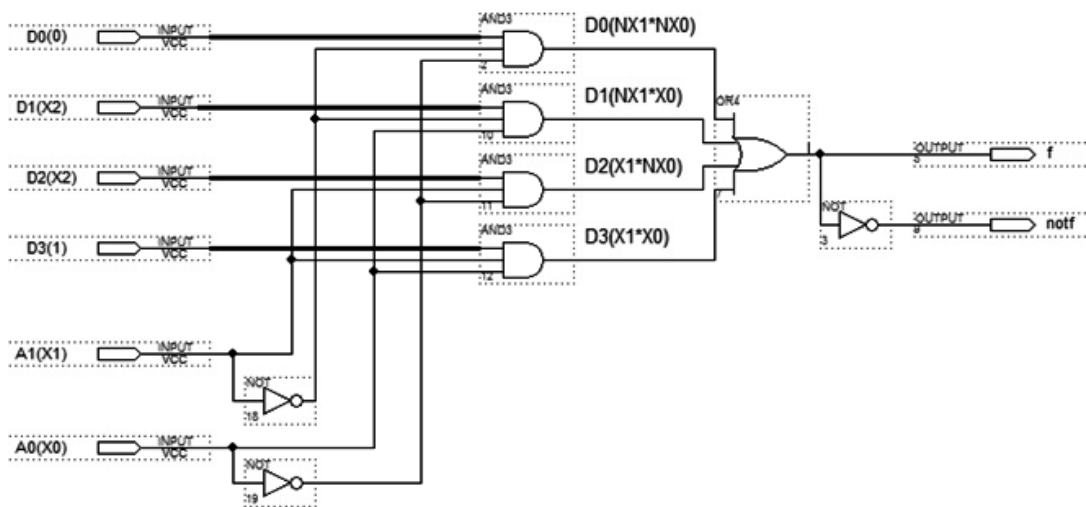 D0(0)
INPUT
VCC
AND3
2
D0(NX1*NX0)
D1(X2)
INPUT
VCC
AND3
10
D1(NX1*X0)
OR4
D2(X2)
INPUT
VCC
AND3
11
D2(X1*NX0)
OUTPUT
f
D3(1)
INPUT
VCC
AND3
12
D3(X1*X0)
NOT
3
OUTPUT
notf
A1(X1)
INPUT
VCC
NOT
18
A0(X0)
INPUT
VCC
NOT
19